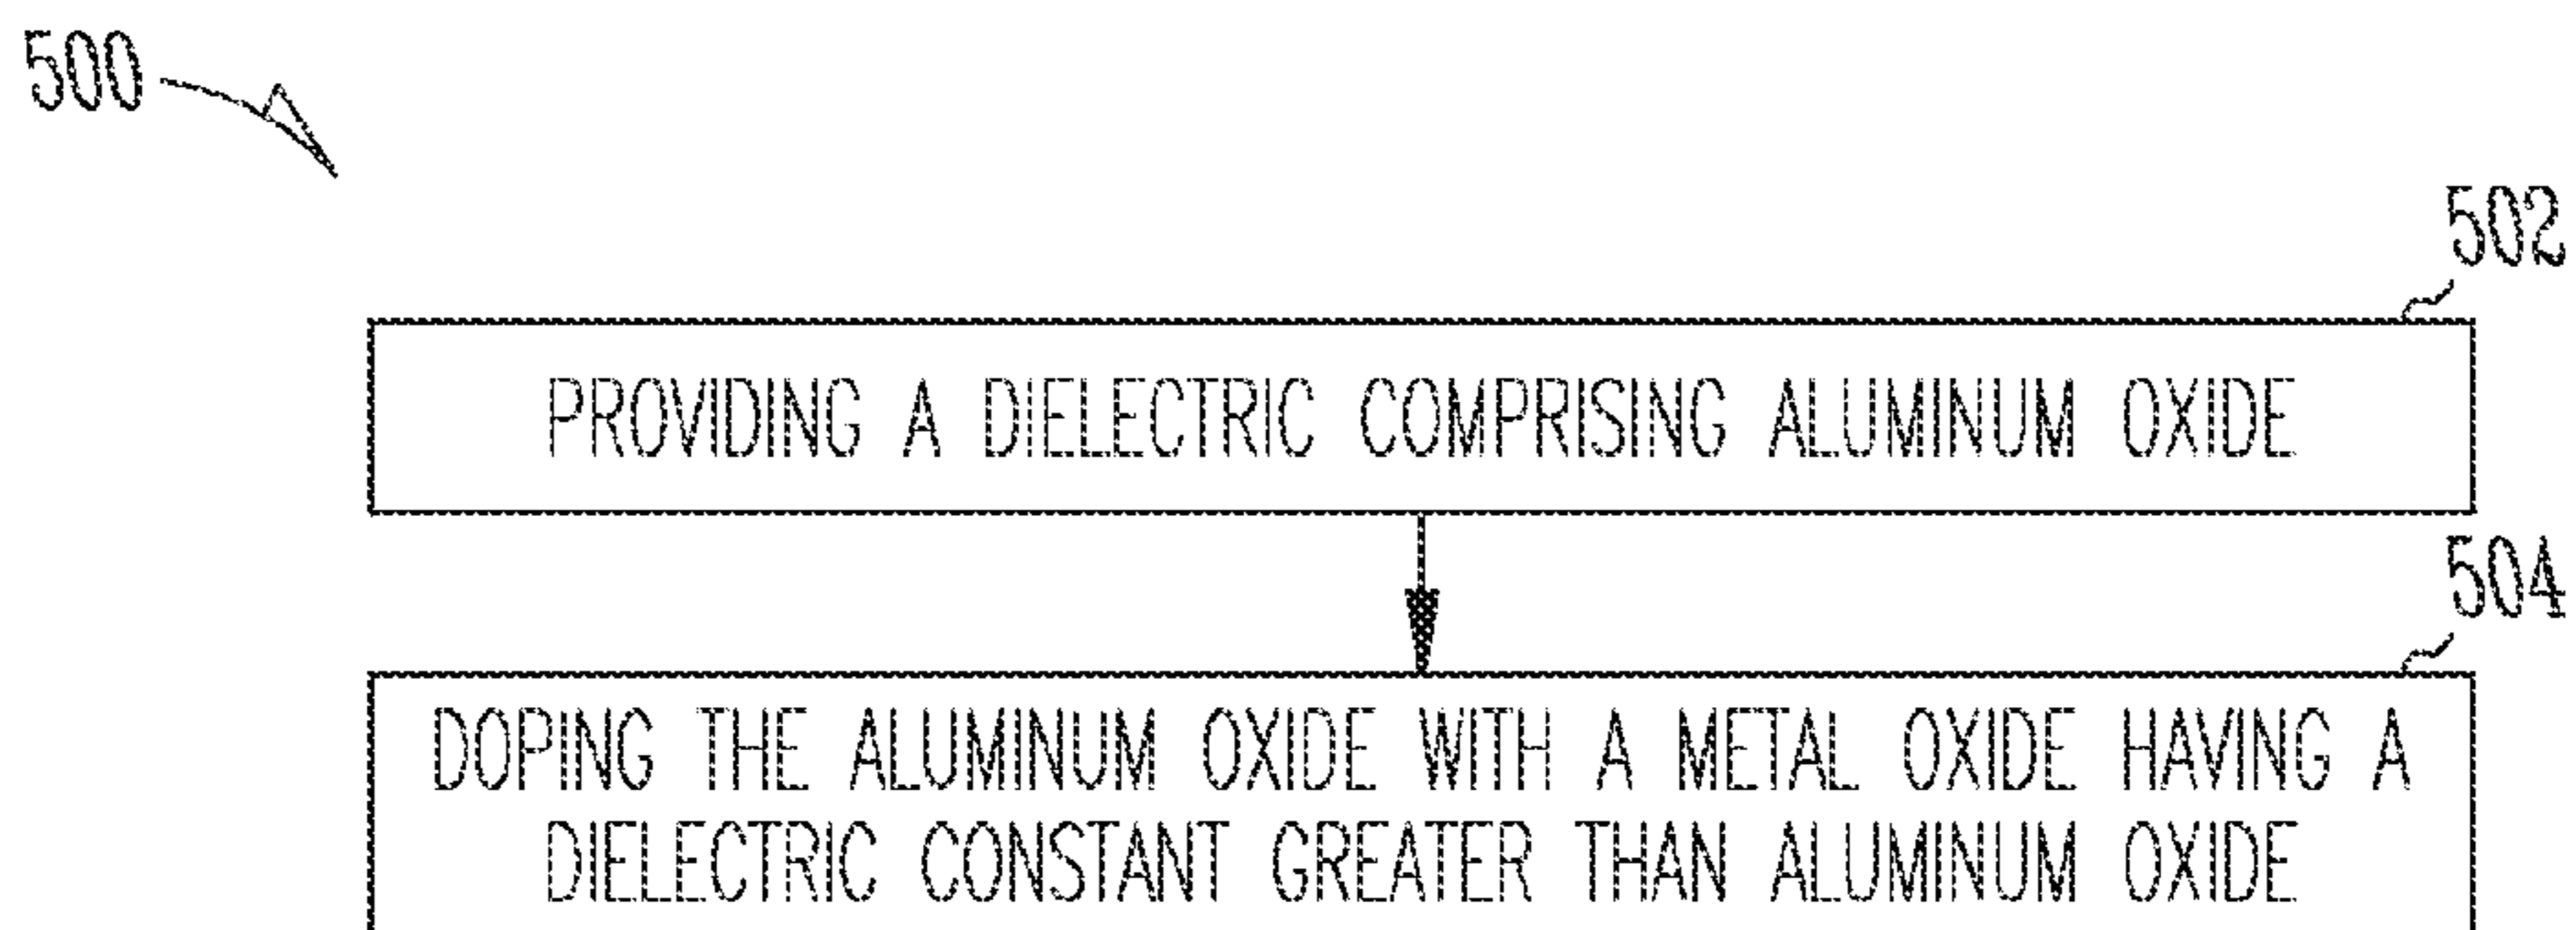 500
502
PROVIDING A DIELECTRIC COMPRISING ALUMINUM OXIDE
504
DOPING THE ALUMINUM OXIDE WITH A METAL OXIDE HAVING A
DIELECTRIC CONSTANT GREATER THAN ALUMINUM OXIDE